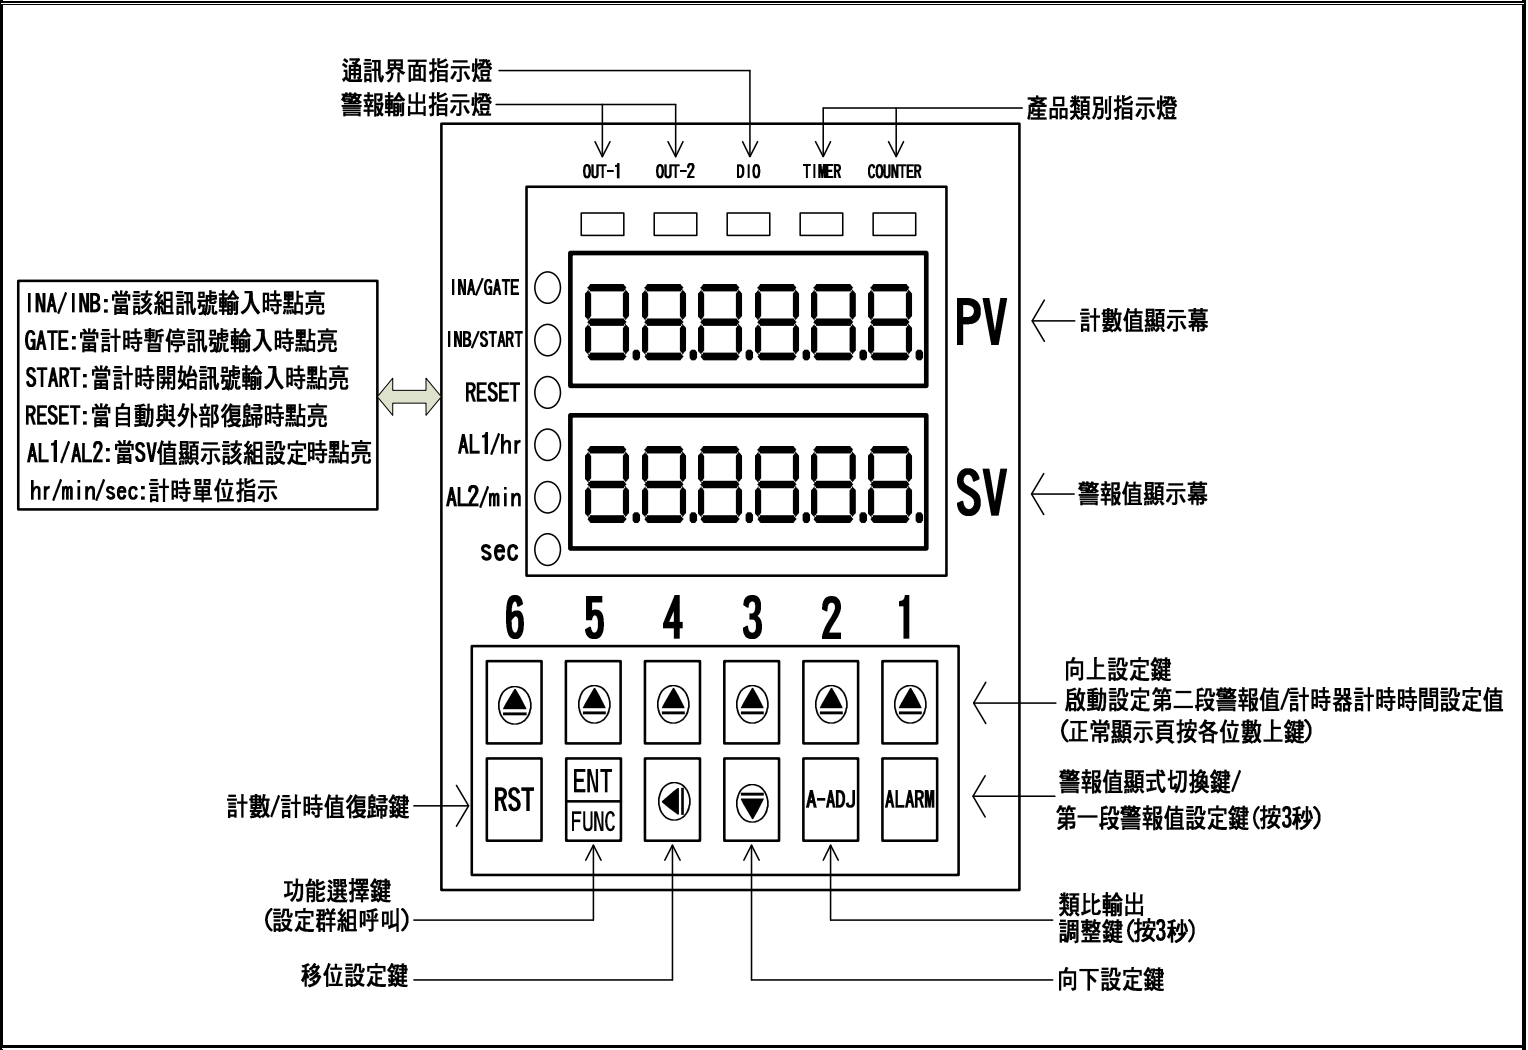 通訊界面指示燈
警報輸出指示燈
產品類別指示燈
OUT-1 OUT-2 DIO TIMER COUNTER
INA/GATE
INB/START
RESET
AL1/hr
AL2/min
sec
PV
SV
計數值顯示幕
警報值顯示幕
INA/INB:當該組訊號輸入時點亮
GATE:當計時暫停訊號輸入時點亮
START:當計時開始訊號輸入時點亮
RESET:當自動與外部復歸時點亮
AL1/AL2:當SV值顯示該組設定時點亮
hr/min/sec:計時單位指示
8.8.8.8.8.8.
8.8.8.8.8.8.
6 5 4 3 2 1
RST
ENT
FUNC
A-ADJ
ALARM
向上設定鍵
啟動設定第二段警報值/計時器計時時間設定值
(正常顯示頁按各位數上鍵)
警報值顯式切換鍵/
第一段警報值設定鍵(按3秒)
計數/計時值復歸鍵
功能選擇鍵
(設定群組呼叫)
移位設定鍵
類比輸出
調整鍵(按3秒)
向下設定鍵